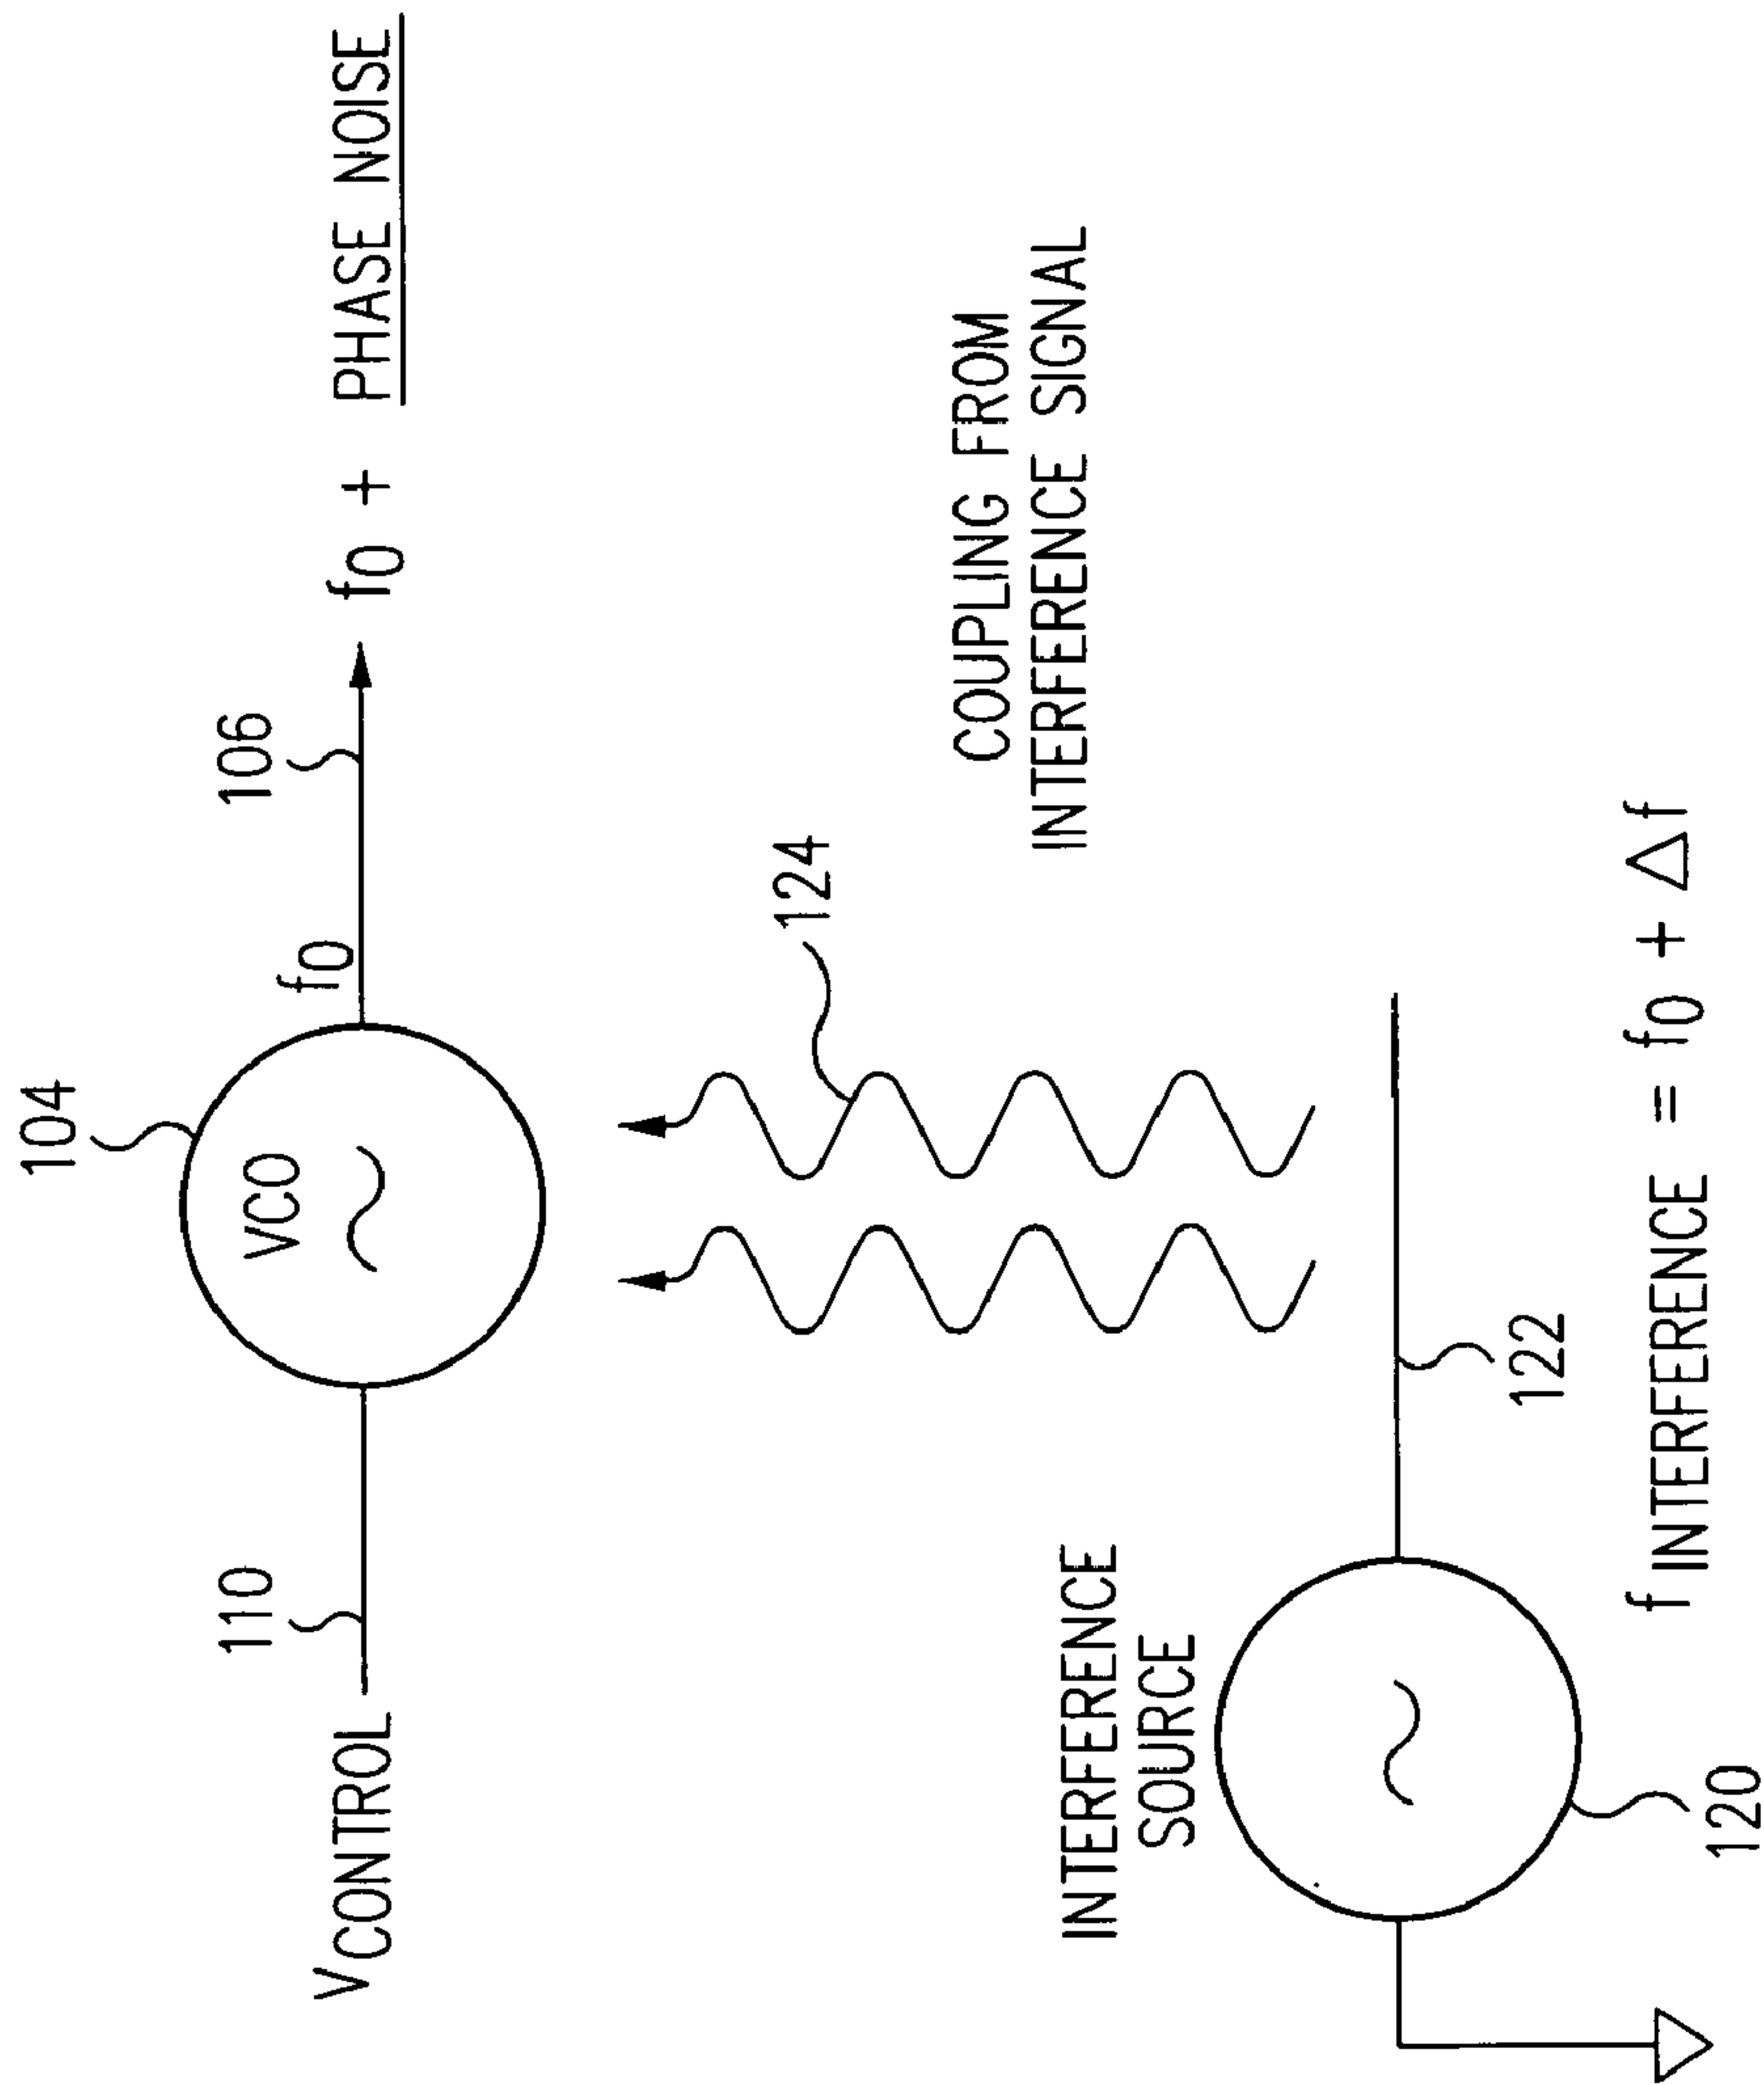 104
110
106
VCO
f0
VCONTROL
f0 + PHASE NOISE
124
COUPLING FROM
INTERFERENCE SIGNAL
INTERFERENCE
SOURCE
122
f INTERFERENCE = f0 + Δf
120